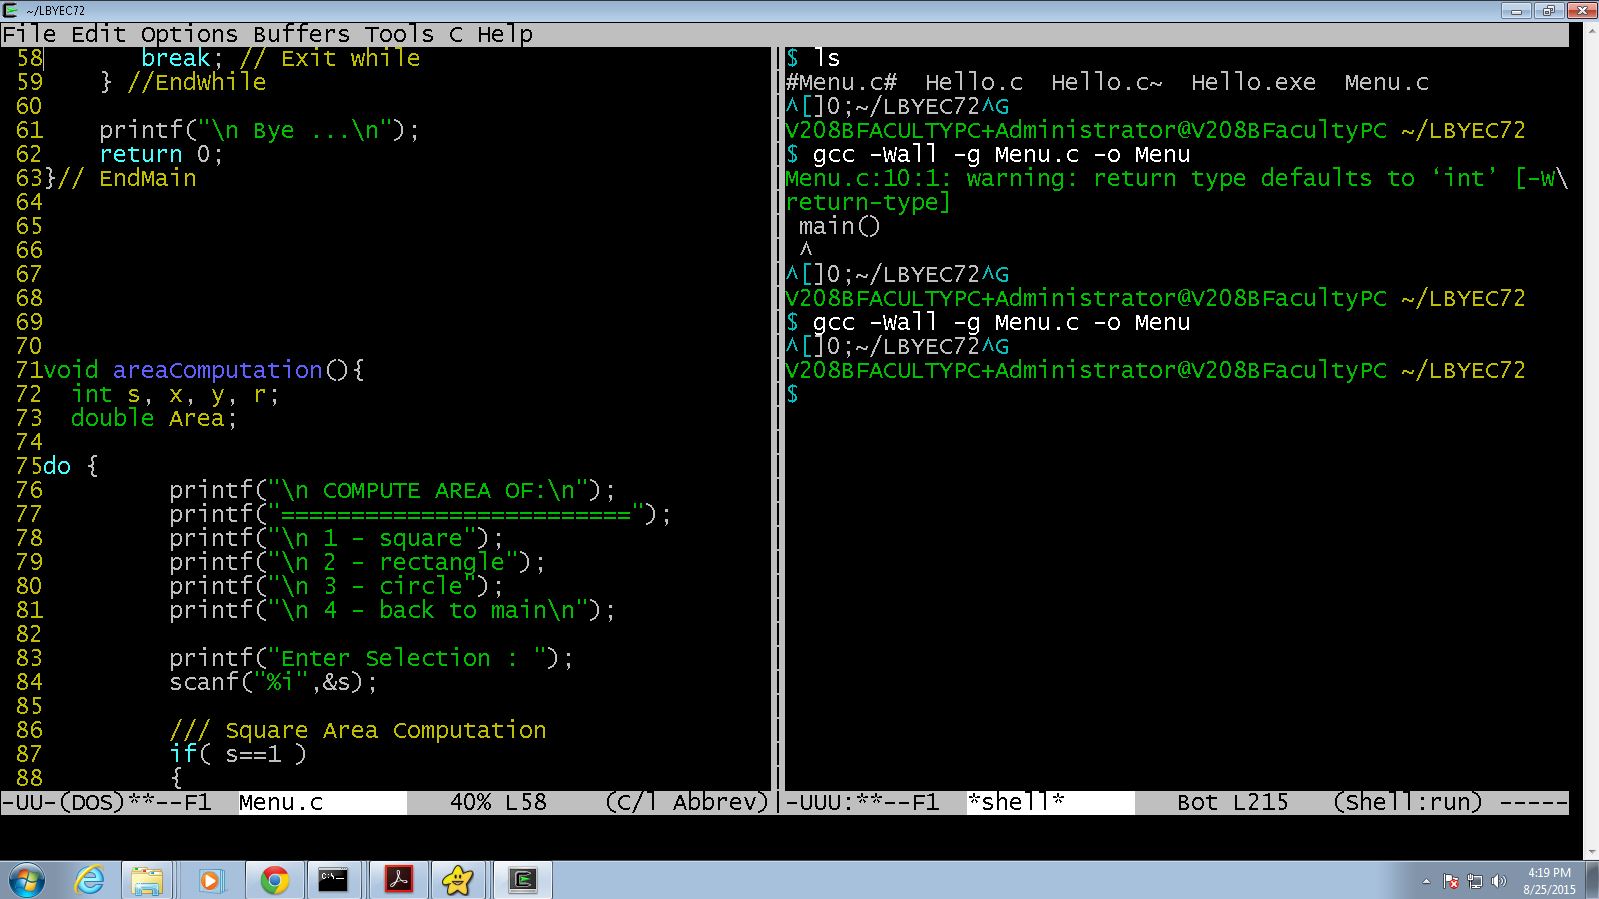 ~/LBYEC72
File Edit Options Buffers Tools C Help
58       break; // Exit while
59    } //EndWhile
60
61    printf("\n Bye ...\n");
62    return 0;
63}// EndMain
64
65
66
67
68
69
70
71void areaComputation(){
72  int s, x, y, r;
73  double Area;
74
75do {
76         printf("\n COMPUTE AREA OF:\n");
77         printf("=========================");
78         printf("\n 1 - square");
79         printf("\n 2 - rectangle");
80         printf("\n 3 - circle");
81         printf("\n 4 - back to main\n");
82
83         printf("Enter Selection : ");
84         scanf("%i",&s);
85
86         /// Square Area Computation
87         if( s==1 )
88         {
-UU-(DOS)**--F1  Menu.c         40% L58    (C/l Abbrev)
$ ls
#Menu.c#  Hello.c  Hello.c~  Hello.exe  Menu.c
^[]0;~/LBYEC72^G
V208BFACULTYPC+Administrator@V208BFacultyPC ~/LBYEC72
$ gcc -Wall -g Menu.c -o Menu
Menu.c:10:1: warning: return type defaults to ‘int’ [-W\
return-type]
 main()
 ^
^[]0;~/LBYEC72^G
V208BFACULTYPC+Administrator@V208BFacultyPC ~/LBYEC72
$ gcc -Wall -g Menu.c -o Menu
^[]0;~/LBYEC72^G
V208BFACULTYPC+Administrator@V208BFacultyPC ~/LBYEC72
$
-UUU:**--F1  *shell*        Bot L215   (Shell:run) -----
4:19 PM
8/25/2015